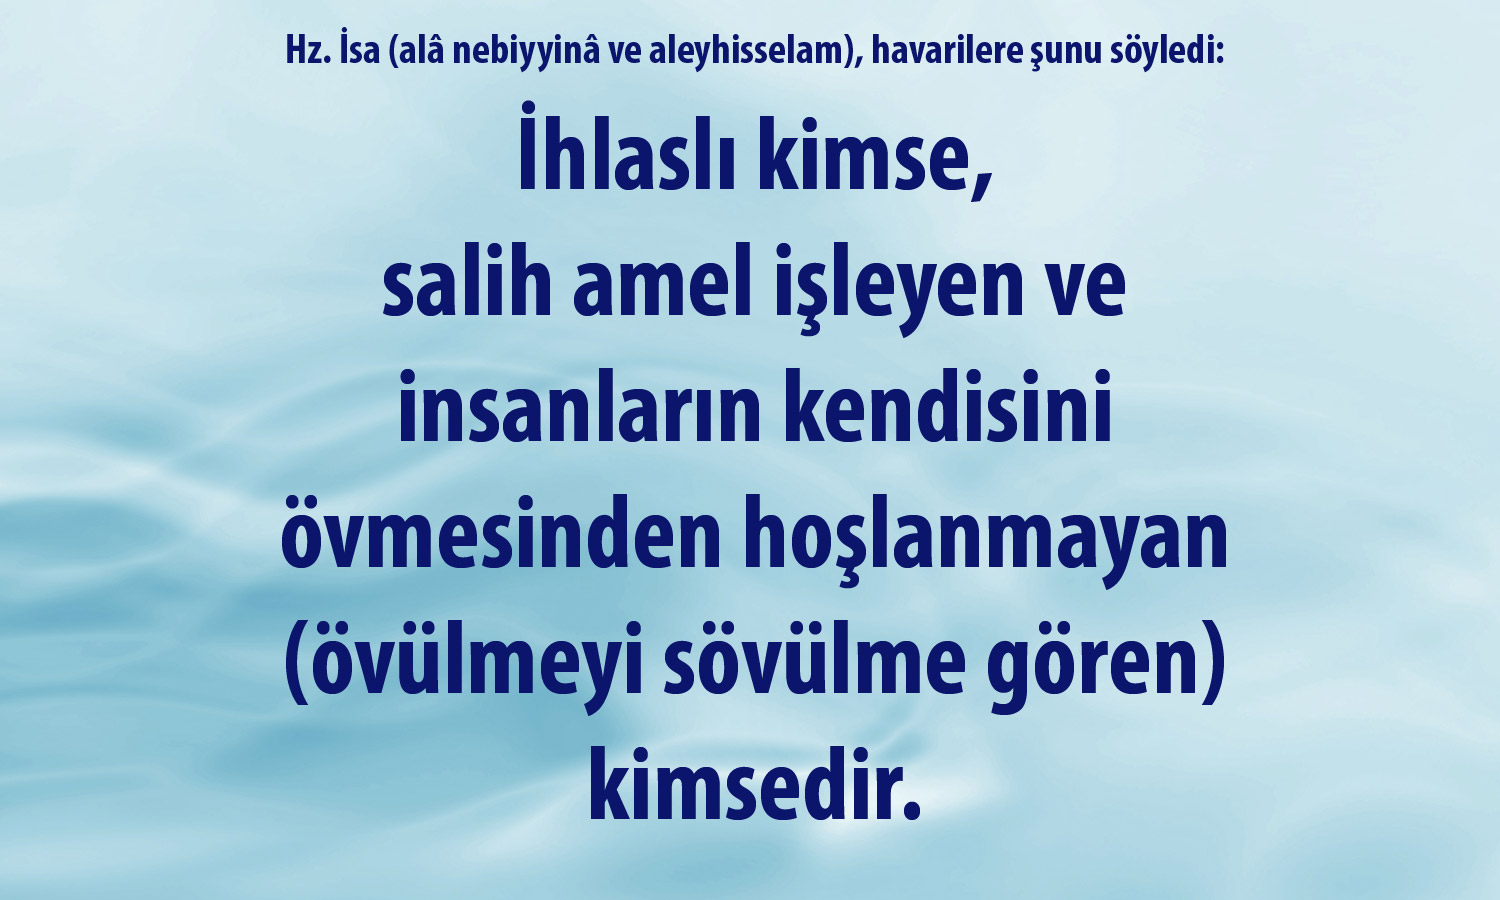 Hz. İsa (alâ nebiyyinâ ve aleyhisselam), havarilere şunu söyledi:
İhlaslı kimse,
salih amel işleyen ve
insanların kendisini
övmesinden hoşlanmayan
(övülmeyi sövülme gören)
kimsedir.